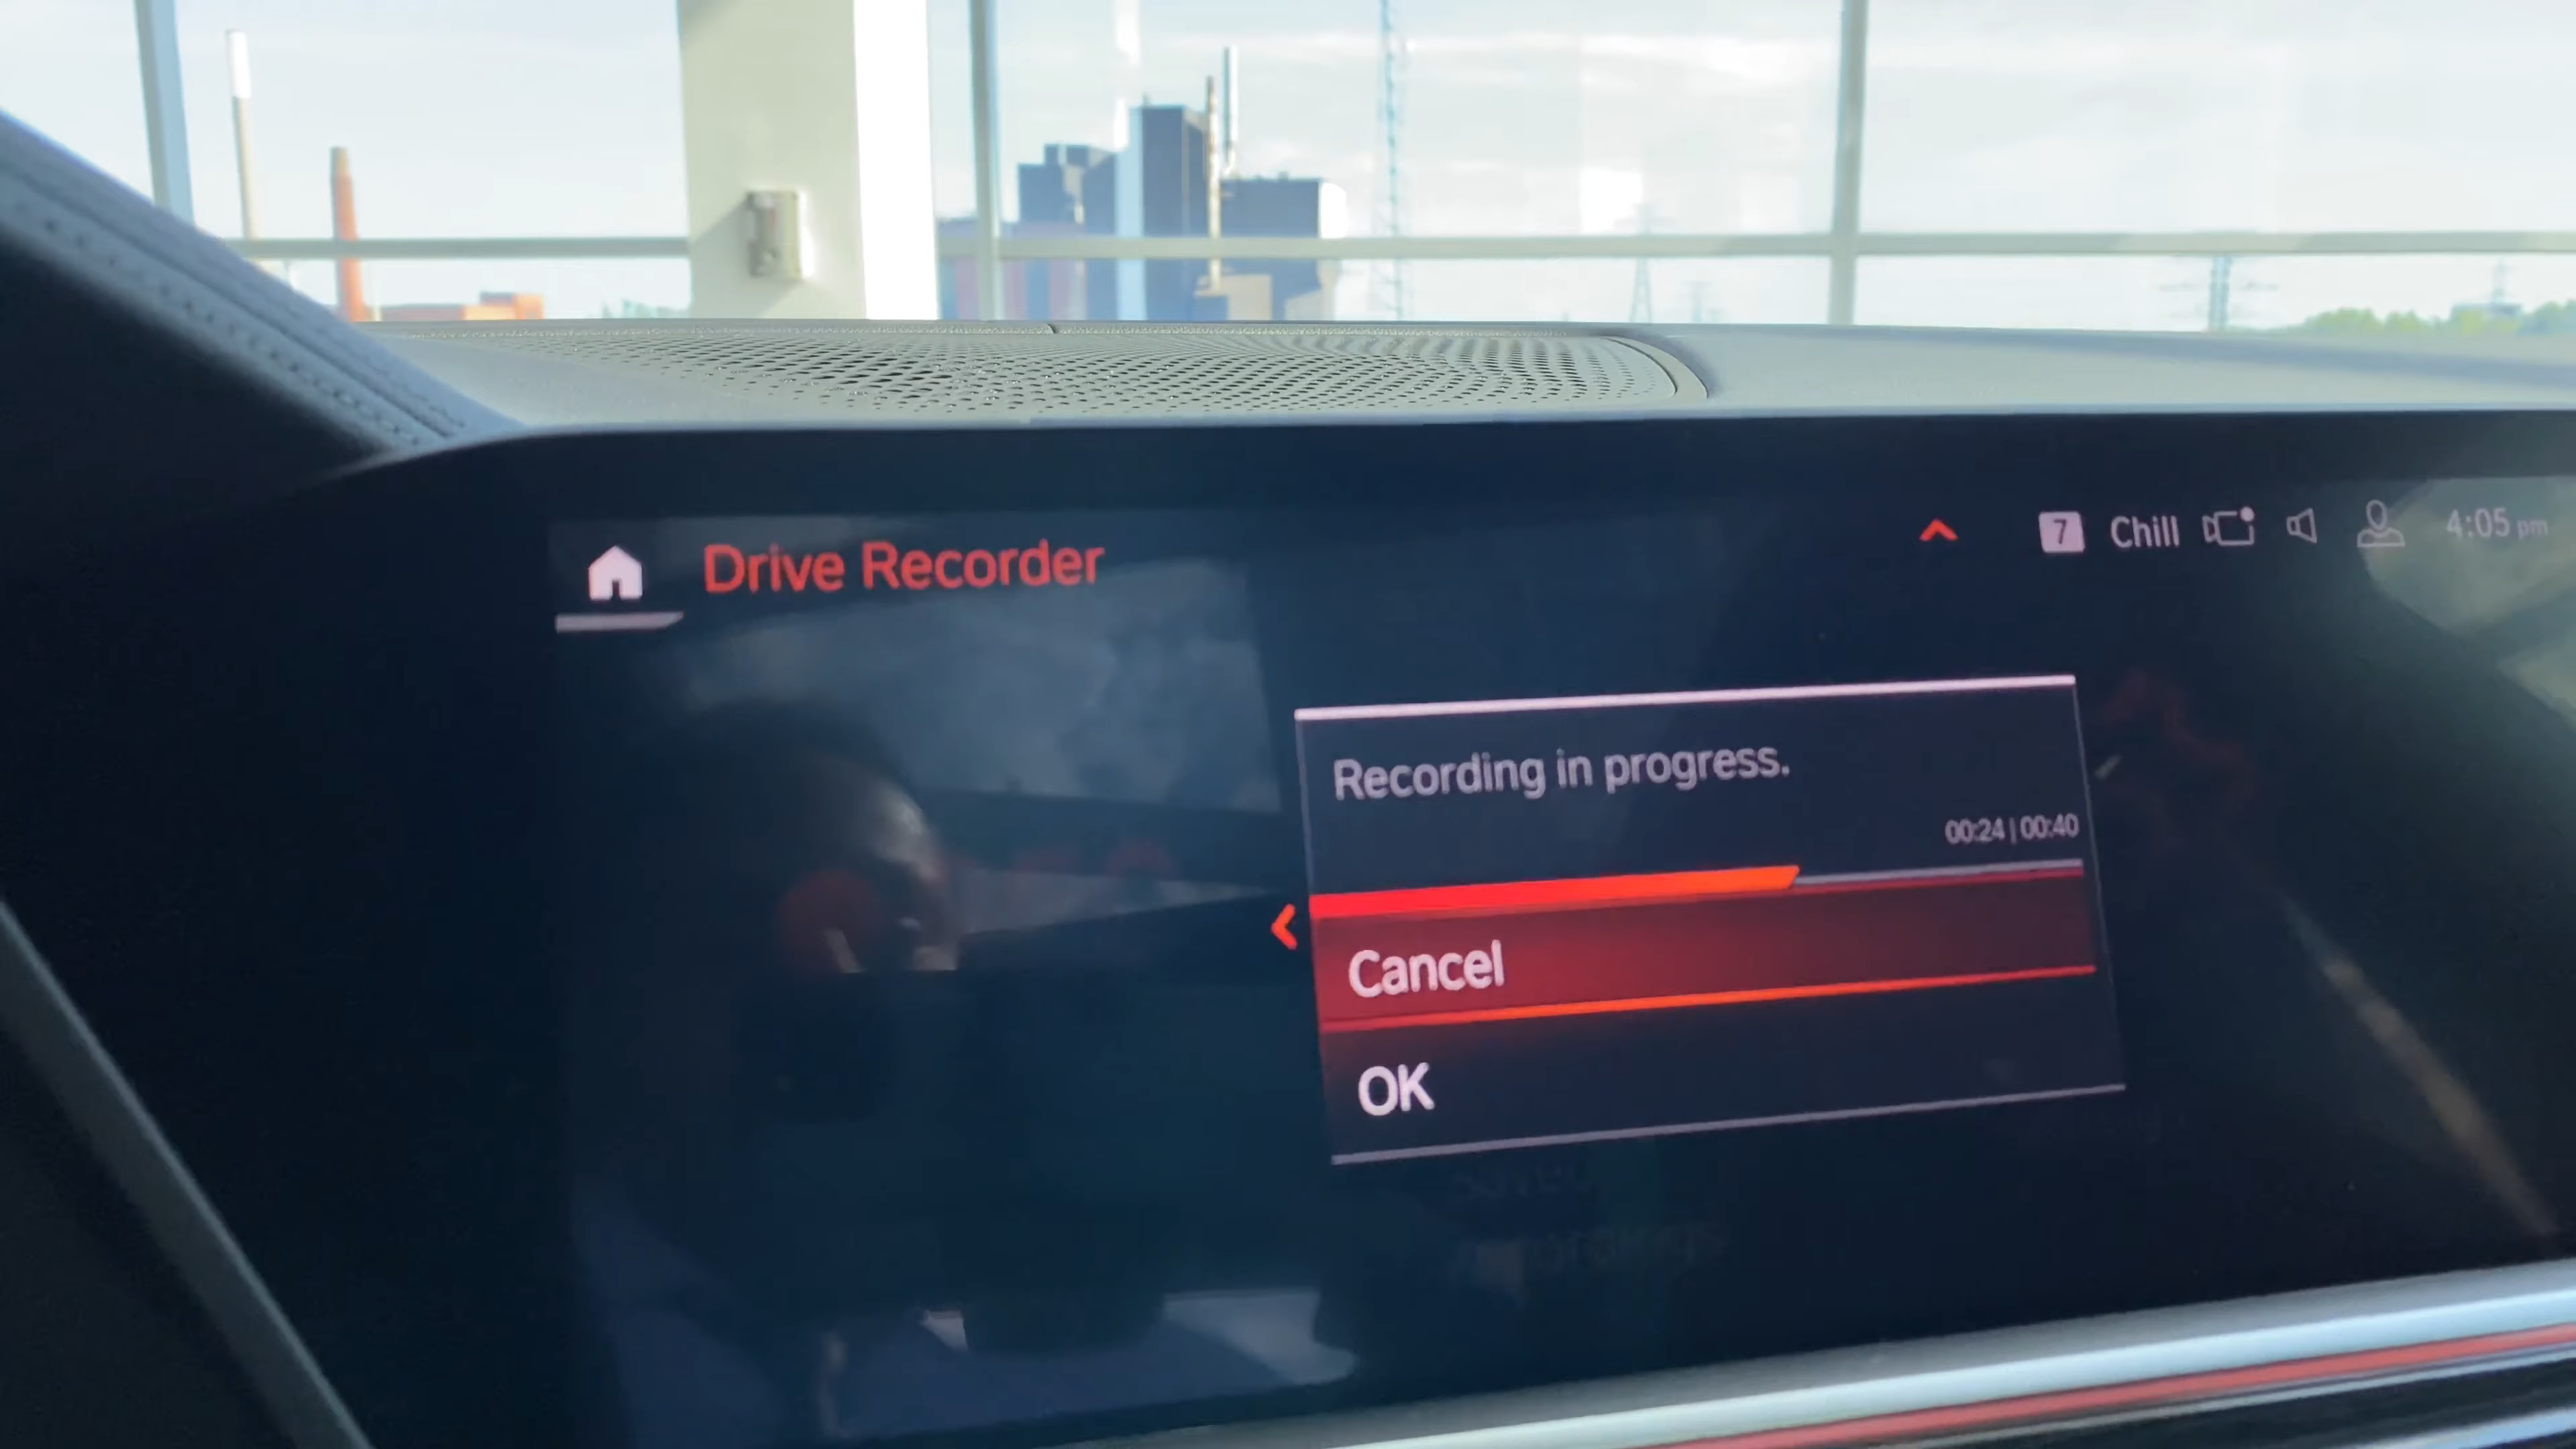 Drive Recorder
7 Chill 4:05 pm
Recording in progress.
00:24 | 00:40
Cancel
OK